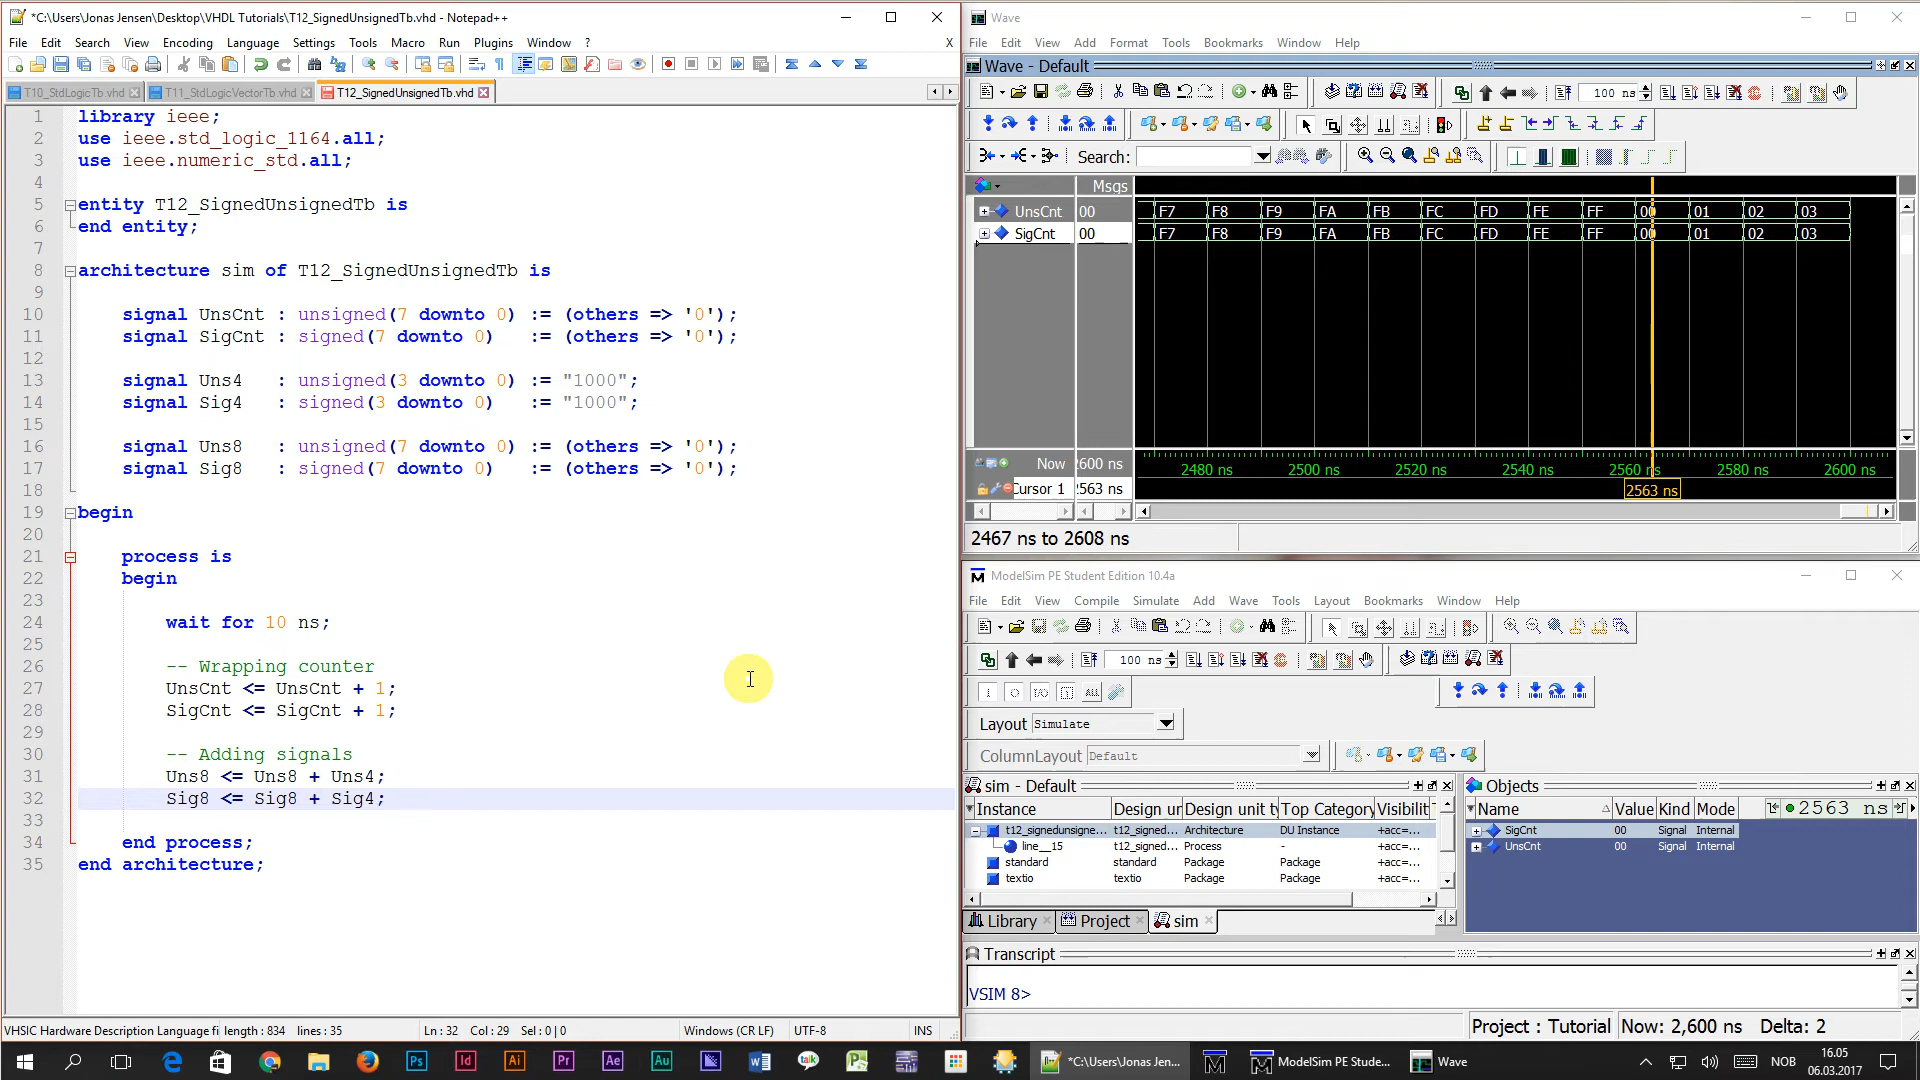 *C:\Users\Jonas Jensen\Desktop\VHDL Tutorials\T12_SignedUnsignedTb.vhd - Notepad++
File Edit Search View Encoding Language Settings Tools Macro Run Plugins Window ? X
T10_StdLogicTb.vhd T11_StdLogicVectorTb.vhd T12_SignedUnsignedTb.vhd
1 library ieee;
2 use ieee.std_logic_1164.all;
3 use ieee.numeric_std.all;
4
5 entity T12_SignedUnsignedTb is
6 end entity;
7
8 architecture sim of T12_SignedUnsignedTb is
9
10 signal UnsCnt : unsigned(7 downto 0) := (others => '0');
11 signal SigCnt : signed(7 downto 0) := (others => '0');
12
13 signal Uns4 : unsigned(3 downto 0) := "1000";
14 signal Sig4 : signed(3 downto 0) := "1000";
15
16 signal Uns8 : unsigned(7 downto 0) := (others => '0');
17 signal Sig8 : signed(7 downto 0) := (others => '0');
18
19 begin
20
21 process is
22 begin
23
24 wait for 10 ns;
25
26 -- Wrapping counter
27 UnsCnt <= UnsCnt + 1;
28 SigCnt <= SigCnt + 1;
29
30 -- Adding signals
31 Uns8 <= Uns8 + Uns4;
32 Sig8 <= Sig8 + Sig4;
33
34 end process;
35 end architecture;
VHSIC Hardware Description Language fi length : 834 lines : 35 Ln : 32 Col : 29 Sel : 0 | 0 Windows (CR LF) UTF-8 INS
Wave
File Edit View Add Format Tools Bookmarks Window Help
Wave - Default
100 ns
Search:
Msgs
UnsCnt 00 F7 F8 F9 FA FB FC FD FE FF 00 01 02 03
SigCnt 00 F7 F8 F9 FA FB FC FD FE FF 00 01 02 03
Now 2600 ns 2480 ns 2500 ns 2520 ns 2540 ns 2560 ns 2580 ns 2600 ns
Cursor 1 2563 ns 2563 ns
2467 ns to 2608 ns
ModelSim PE Student Edition 10.4a
File Edit View Compile Simulate Add Wave Tools Layout Bookmarks Window Help
100 ns
Layout Simulate
ColumnLayout Default
sim - Default
Instance Design ur Design unit ty Top Category Visibilit
t12_signedunsigne... t12_signed... Architecture DU Instance +acc=...
line__15 t12_signed... Process - +acc=...
standard standard Package Package +acc=...
textio textio Package Package +acc=...
Library Project sim
Objects
Name Value Kind Mode 2563 ns
SigCnt 00 Signal Internal
UnsCnt 00 Signal Internal
Transcript
VSIM 8>
Project : Tutorial Now: 2,600 ns Delta: 2
*C:\Users\Jonas Jen... ModelSim PE Stude... Wave NOB 16.05
06.03.2017